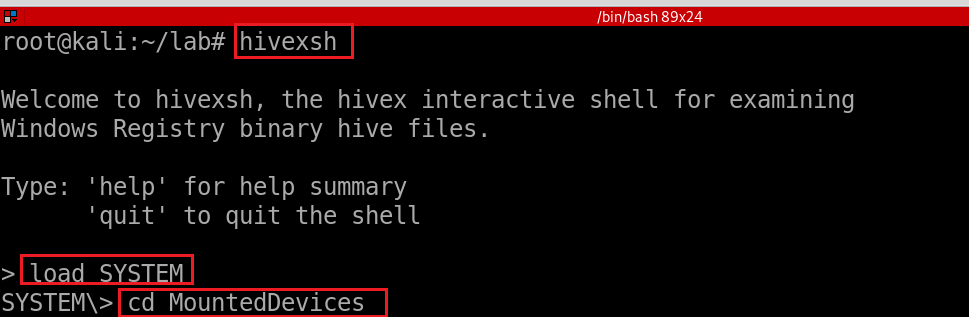 /bin/bash 89x24
root@kali:~/lab# hivexsh
Welcome to hivexsh, the hivex interactive shell for examining
Windows Registry binary hive files.
Type: 'help' for help summary
'quit' to quit the shell
> load SYSTEM
SYSTEM\> cd MountedDevices